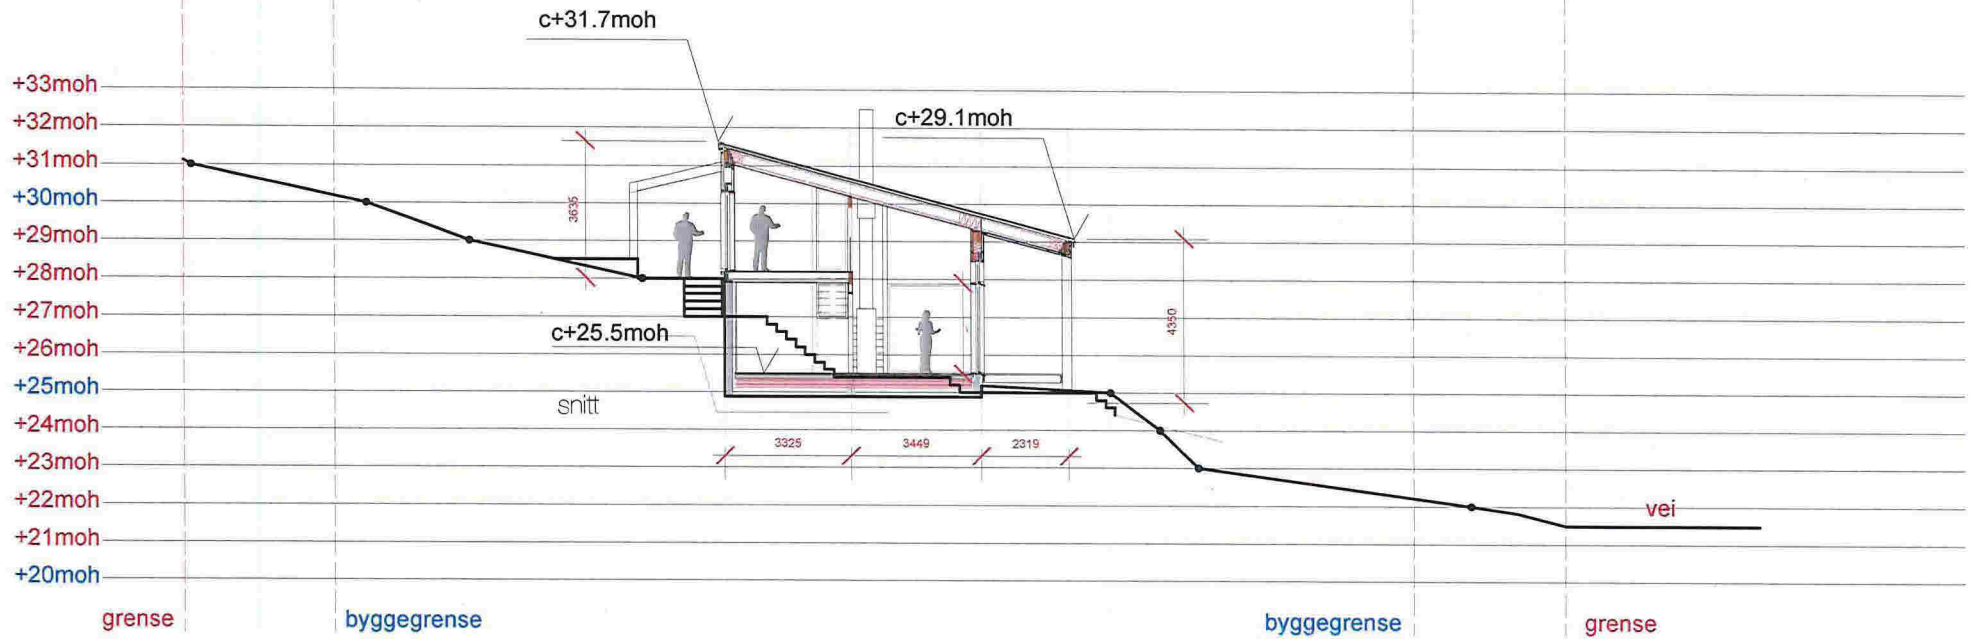 c+31.7moh
+33moh
+32moh
c+29.1moh
+31moh
+30moh
3635
+29moh
+28moh
+27moh
4350
c+25.5moh
+26moh
+25moh
snitt
+24moh
3325 3449 2319
+23moh
+22moh
vei
+21moh
+20moh
grense byggegrense byggegrense grense